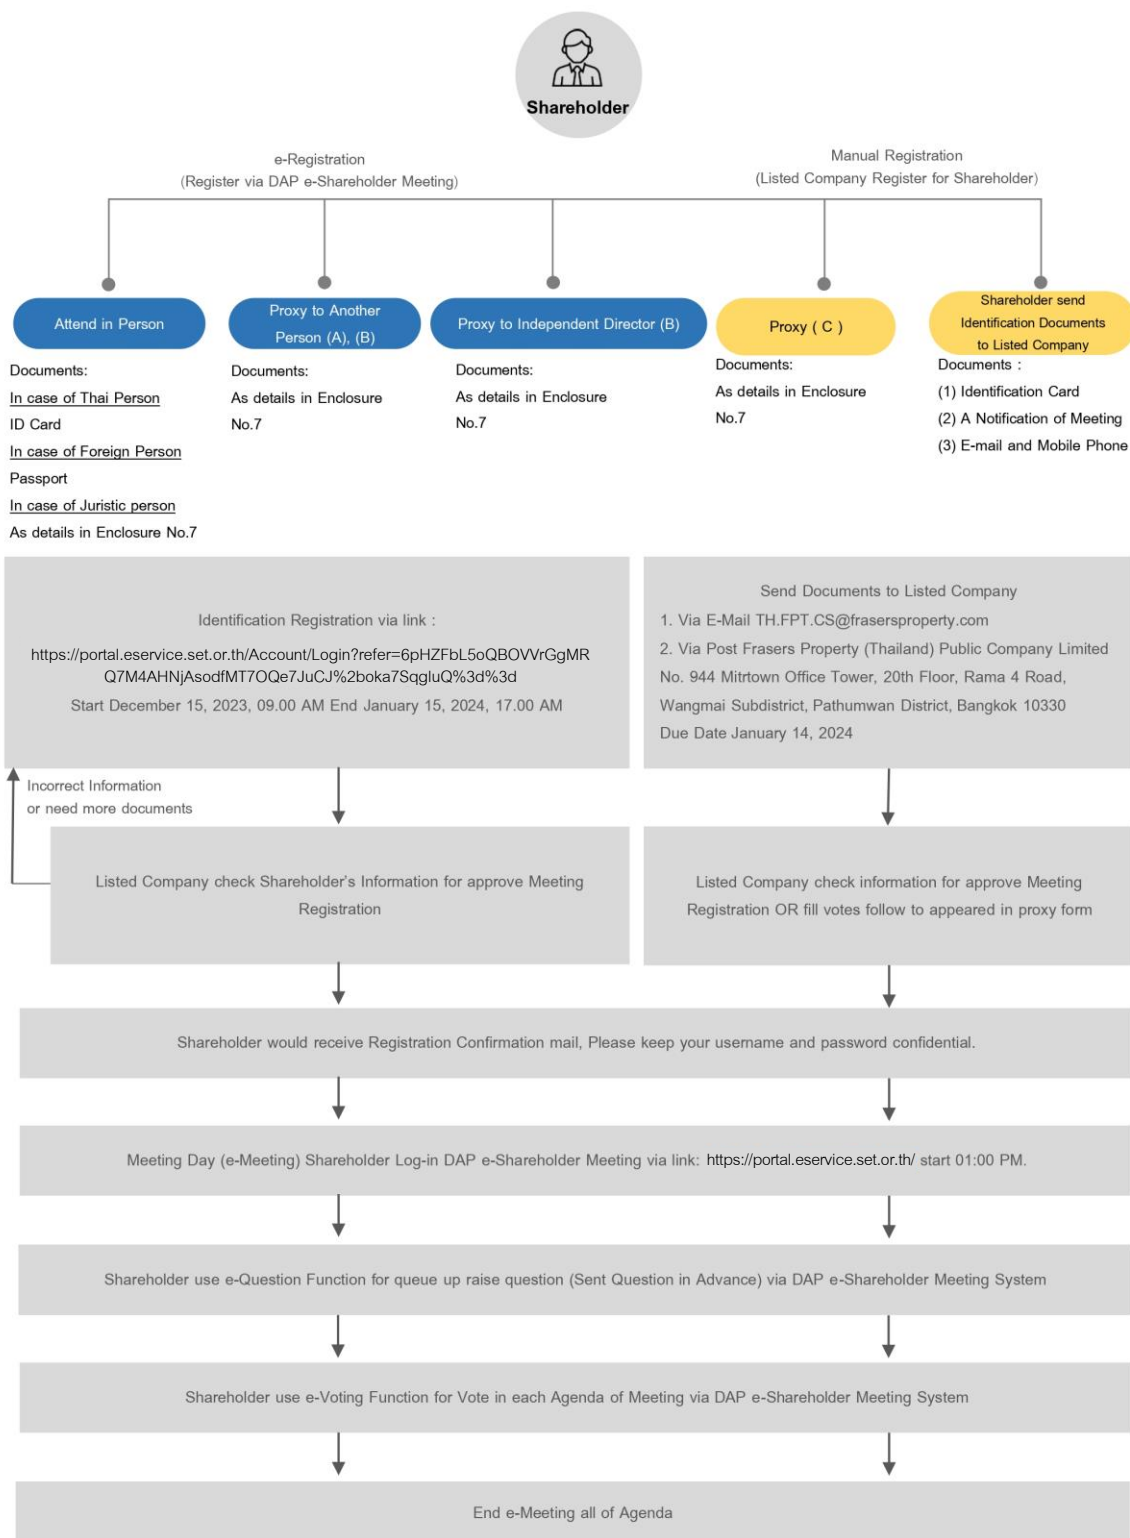 Shareholder
e-Registration
(Register via DAP e-Shareholder Meeting)
Manual Registration
(Listed Company Register for Shareholder)
Attend in Person
Documents:
In case of Thai Person
ID Card
In case of Foreign Person
Passport
In case of Juristic person
As details in Enclosure No.7
Proxy to Another
Person (A), (B)
Documents:
As details in Enclosure
No.7
Proxy to Independent Director (B)
Documents:
As details in Enclosure
No.7
Proxy ( C )
Documents:
As details in Enclosure
No.7
Shareholder send
Identification Documents
to Listed Company
Documents :
(1) Identification Card
(2) A Notification of Meeting
(3) E-mail and Mobile Phone
Identification Registration via link :
https://portal.eservice.set.or.th/Account/Login?refer=6pHZFbL5oQBOVVrGgMR
Q7M4AHNjAsodfMT7OQe7JuCJ%2boka7SqgluQ%3d%3d
Start December 15, 2023, 09.00 AM End January 15, 2024, 17.00 AM
Send Documents to Listed Company
1. Via E-Mail TH.FPT.CS@frasersproperty.com
2. Via Post Frasers Property (Thailand) Public Company Limited
No. 944 Mitrtown Office Tower, 20th Floor, Rama 4 Road,
Wangmai Subdistrict, Pathumwan District, Bangkok 10330
Due Date January 14, 2024
Incorrect Information
or need more documents
Listed Company check Shareholder's Information for approve Meeting
Registration
Listed Company check information for approve Meeting
Registration OR fill votes follow to appeared in proxy form
Shareholder would receive Registration Confirmation mail, Please keep your username and password confidential.
Meeting Day (e-Meeting) Shareholder Log-in DAP e-Shareholder Meeting via link: https://portal.eservice.set.or.th/ start 01:00 PM.
Shareholder use e-Question Function for queue up raise question (Sent Question in Advance) via DAP e-Shareholder Meeting System
Shareholder use e-Voting Function for Vote in each Agenda of Meeting via DAP e-Shareholder Meeting System
End e-Meeting all of Agenda